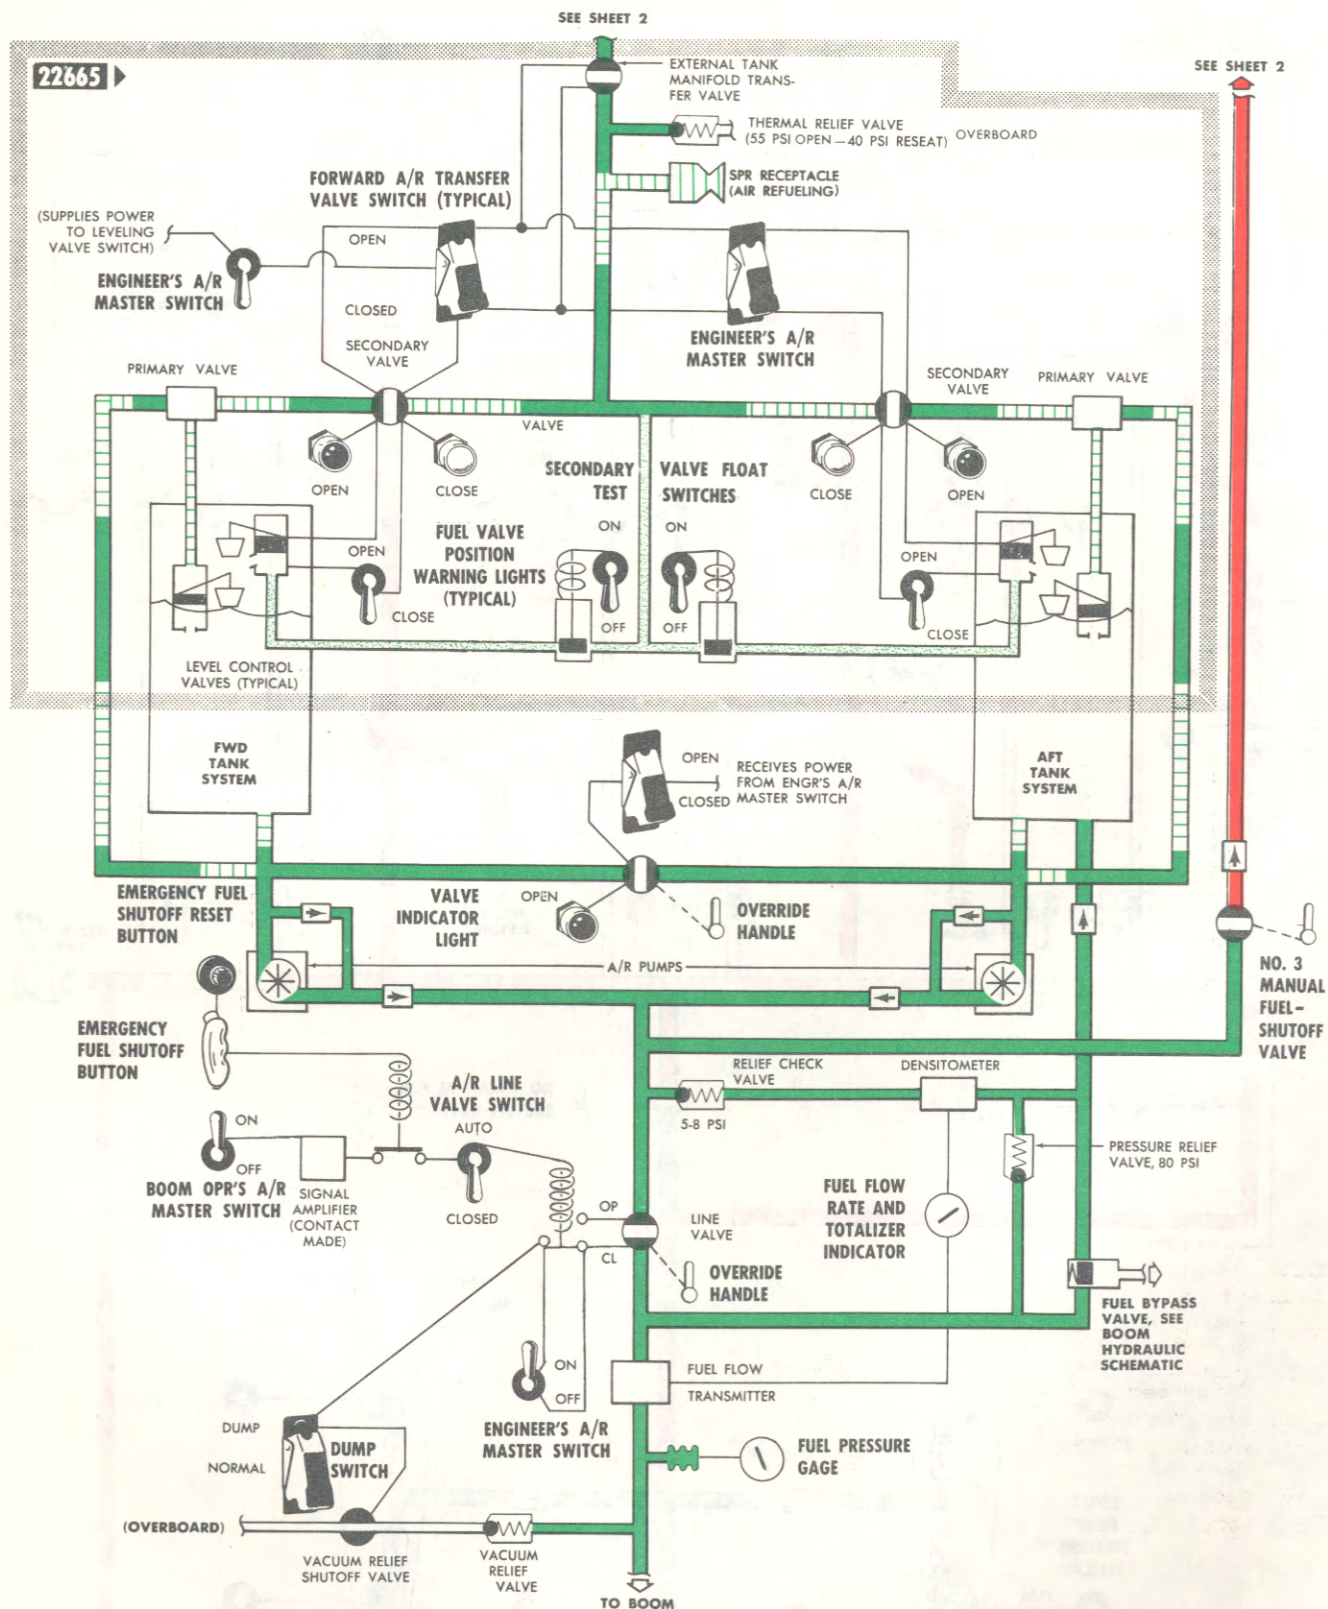 SEE SHEET 2
22665
EXTERNAL TANK
MANIFOLD TRANS-
FER VALVE
SEE SHEET 2
THERMAL RELIEF VALVE
(55 PSI OPEN — 40 PSI RESEAT)
OVERBOARD
FORWARD A/R TRANSFER
VALVE SWITCH (TYPICAL)
SPR RECEPTACLE
(AIR REFUELING)
(SUPPLIES POWER
TO LEVELING
VALVE SWITCH)
OPEN
ENGINEER'S A/R
MASTER SWITCH
CLOSED
SECONDARY
VALVE
ENGINEER'S A/R
MASTER SWITCH
PRIMARY VALVE
SECONDARY
VALVE
PRIMARY VALVE
VALVE
OPEN
CLOSE
SECONDARY
TEST
VALVE FLOAT
SWITCHES
CLOSE
OPEN
FUEL VALVE
POSITION
WARNING LIGHTS
(TYPICAL)
ON
ON
OPEN
OPEN
CLOSE
OFF
OFF
CLOSE
LEVEL CONTROL
VALVES (TYPICAL)
FWD
TANK
SYSTEM
OPEN
CLOSED
RECEIVES POWER
FROM ENGR'S A/R
MASTER SWITCH
AFT
TANK
SYSTEM
EMERGENCY FUEL
SHUTOFF RESET
BUTTON
VALVE
INDICATOR
LIGHT
OPEN
OVERRIDE
HANDLE
A/R PUMPS
NO. 3
MANUAL
FUEL-
SHUTOFF
VALVE
EMERGENCY
FUEL SHUTOFF
BUTTON
A/R LINE
VALVE SWITCH
AUTO
RELIEF CHECK
VALVE
DENSITOMETER
5-8 PSI
ON
OFF
BOOM OPR'S A/R
MASTER SWITCH
SIGNAL
AMPLIFIER
(CONTACT
MADE)
CLOSED
PRESSURE RELIEF
VALVE, 80 PSI
FUEL FLOW
RATE AND
TOTALIZER
INDICATOR
OP
LINE
VALVE
CL
OVERRIDE
HANDLE
FUEL BYPASS
VALVE, SEE
BOOM
HYDRAULIC
SCHEMATIC
ON
OFF
FUEL FLOW
TRANSMITTER
ENGINEER'S A/R
MASTER SWITCH
DUMP
NORMAL
DUMP
SWITCH
FUEL PRESSURE
GAGE
(OVERBOARD)
VACUUM RELIEF
SHUTOFF VALVE
VACUUM
RELIEF
VALVE
TO BOOM